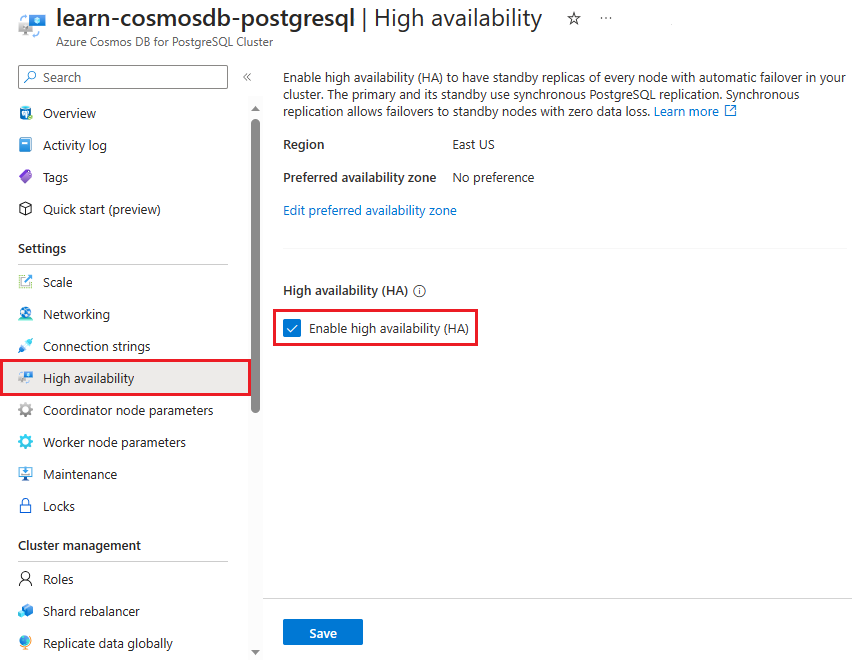 learn-cosmosdb-postgresql | High availability
Azure Cosmos DB for PostgreSQL Cluster
Search
Overview
Activity log
Tags
Quick start (preview)
Settings
Scale
Networking
Connection strings
High availability
Coordinator node parameters
Worker node parameters
Maintenance
Locks
Cluster management
Roles
Shard rebalancer
Replicate data globally
Enable high availability (HA) to have standby replicas of every node with automatic failover in your
cluster. The primary and its standby use synchronous PostgreSQL replication. Synchronous
replication allows failovers to standby nodes with zero data loss. Learn more
Region East US
Preferred availability zone No preference
Edit preferred availability zone
High availability (HA)
Enable high availability (HA)
Save